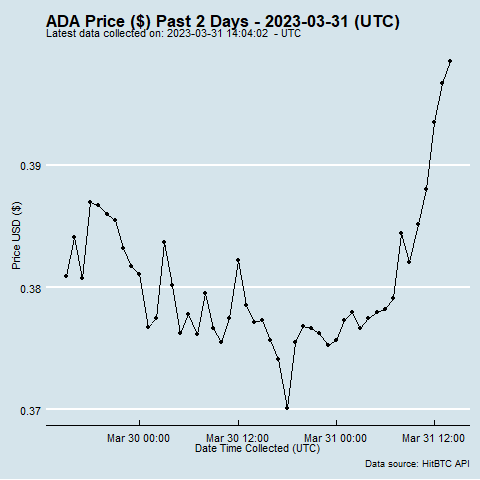 ADA Price ($) Past 2 Days - 2023-03-31 (UTC)
Latest data collected on: 2023-03-31 14:04:02 - UTC
0.39
0.38
0.37
Price USD ($)
Mar 30 00:00 Mar 30 12:00 Mar 31 00:00 Mar 31 12:00
Date Time Collected (UTC)
Data source: HitBTC API